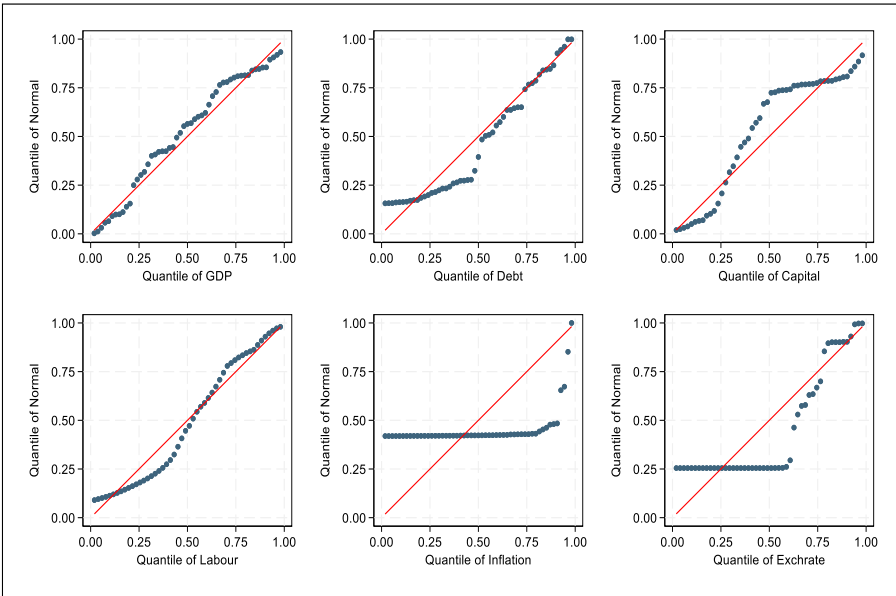 1.00 1.00 1.00
0.75 0.75 0.75
0.50 0.50 0.50
0.25 0.25 0.25
0.00 0.00 0.00
Quantile of Normal Quantile of Normal Quantile of Normal
0.00 0.25 0.50 0.75 1.00 0.00 0.25 0.50 0.75 1.00 0.00 0.25 0.50 0.75 1.00
Quantile of GDP Quantile of Debt Quantile of Capital
1.00 1.00 1.00
0.75 0.75 0.75
0.50 0.50 0.50
0.25 0.25 0.25
0.00 0.00 0.00
Quantile of Normal Quantile of Normal Quantile of Normal
0.00 0.25 0.50 0.75 1.00 0.00 0.25 0.50 0.75 1.00 0.00 0.25 0.50 0.75 1.00
Quantile of Labour Quantile of Inflation Quantile of Exchrate